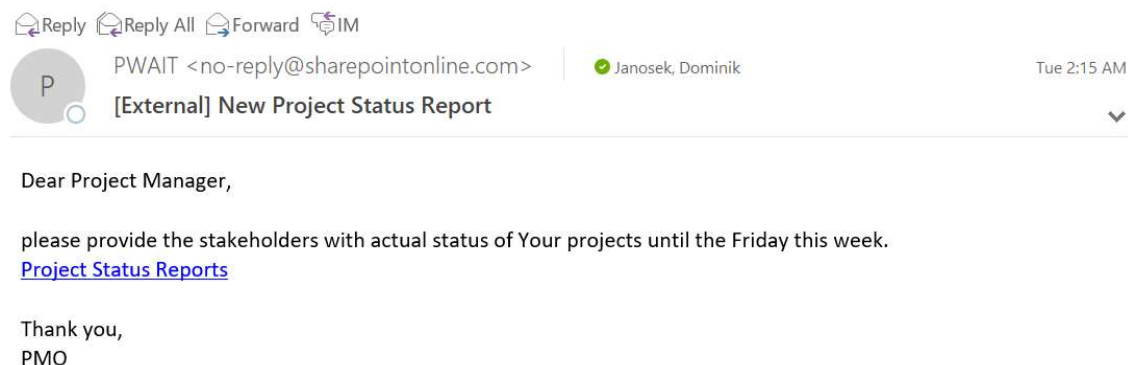 Reply Reply All Forward IM
P
PWAIT <no-reply@sharepointonline.com>
Janosek, Dominik
Tue 2:15 AM
[External] New Project Status Report
Dear Project Manager,
please provide the stakeholders with actual status of Your projects until the Friday this week.
Project Status Reports
Thank you,
PMO